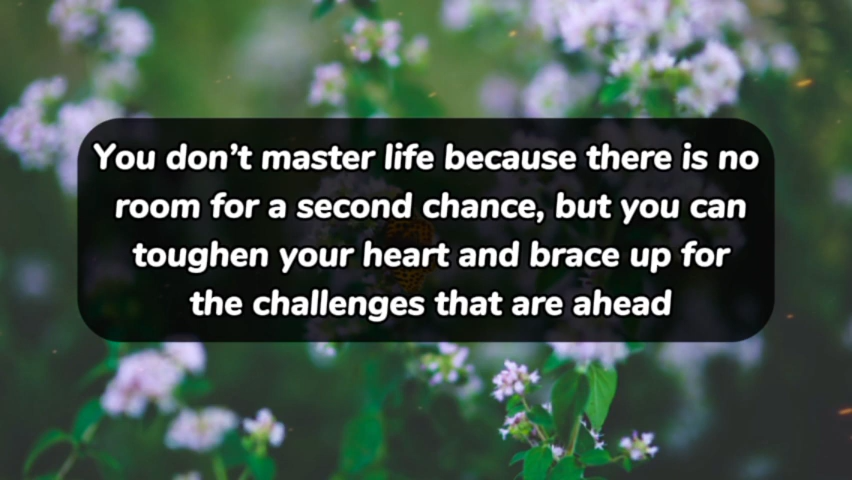 You don’t master life because there is no
room for a second chance, but you can
toughen your heart and brace up for
the challenges that are ahead